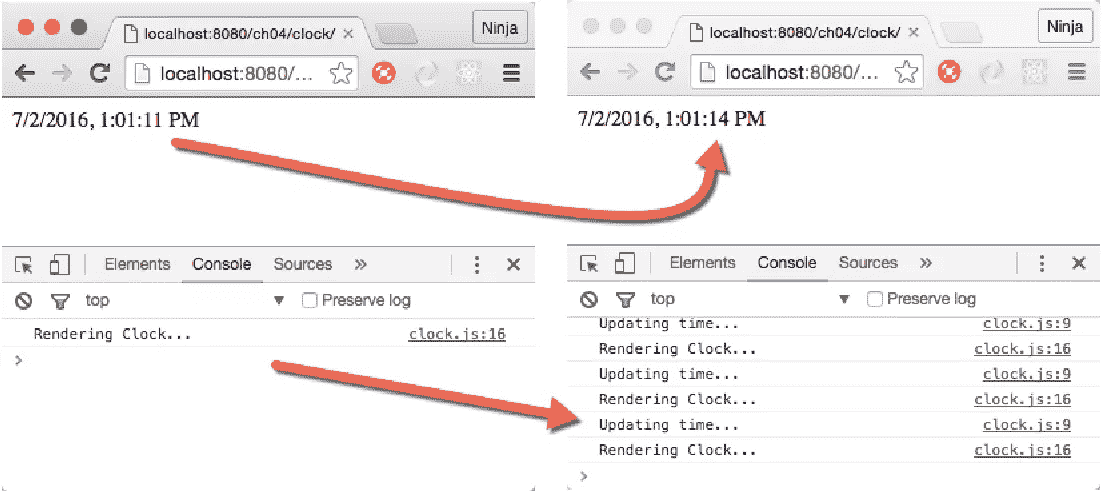 localhost:8080/ch04/clock/
Ninja
localhost:8080/...
7/2/2016, 1:01:11 PM
Elements Console Sources »
top Preserve log
Rendering Clock... clock.js:16
>
localhost:8080/ch04/clock/
Ninja
localhost:8080/...
7/2/2016, 1:01:14 PM
Elements Console Sources »
top Preserve log
Updating time... clock.js:9
Rendering Clock... clock.js:16
Updating time... clock.js:9
Rendering Clock... clock.js:16
Updating time... clock.js:9
Rendering Clock... clock.js:16
>